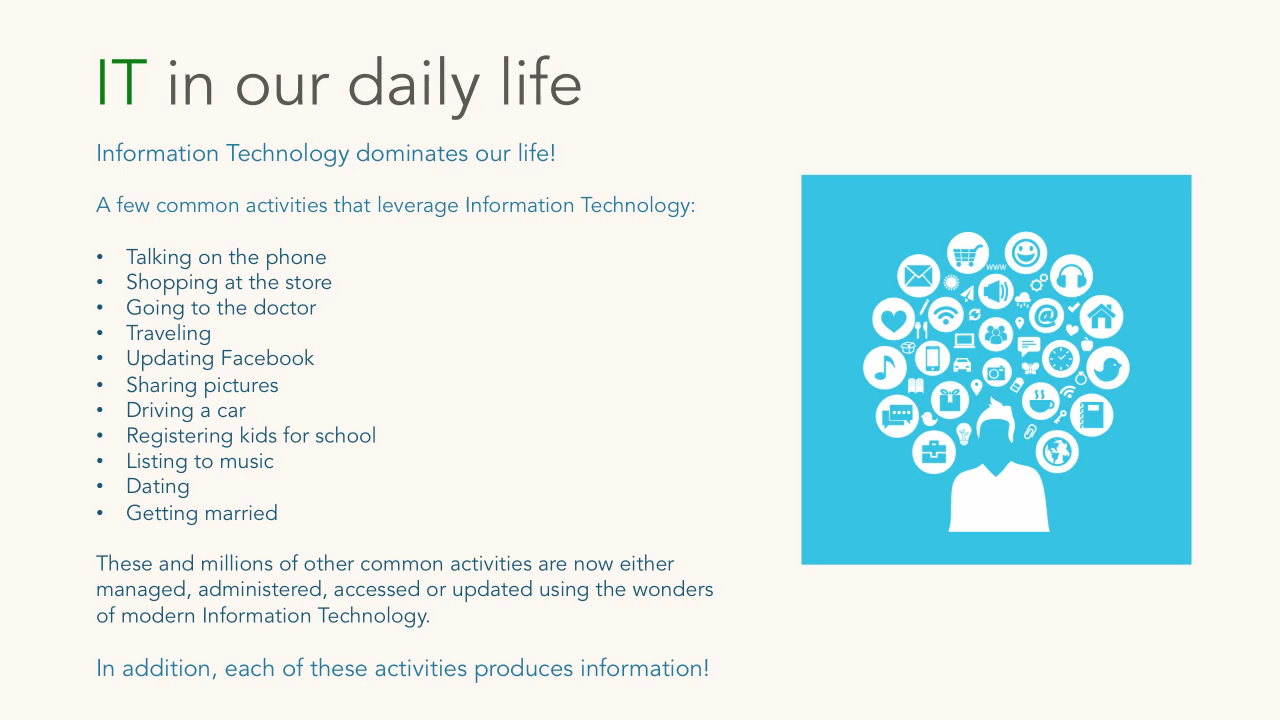 IT in our daily life
Information Technology dominates our life!
A few common activities that leverage Information Technology:
• Talking on the phone
• Shopping at the store
• Going to the doctor
• Traveling
• Updating Facebook
• Sharing pictures
• Driving a car
• Registering kids for school
• Listing to music
• Dating
• Getting married
These and millions of other common activities are now either
managed, administered, accessed or updated using the wonders
of modern Information Technology.
In addition, each of these activities produces information!
www
@